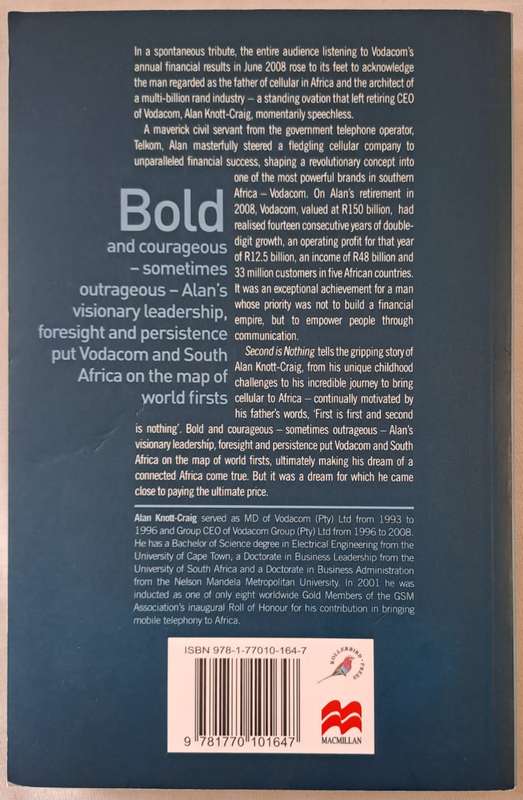 In a spontaneous tribute, the entire audience listening to Vodacom's
annual financial results in June 2008 rose to its feet to acknowledge
the man regarded as the father of cellular in Africa and the architect of
a multi-billion rand industry – a standing ovation that left retiring CEO
of Vodacom, Alan Knott-Craig, momentarily speechless.
A maverick civil servant from the government telephone operator,
Telkom, Alan masterfully steered a fledgling cellular company to
unparalleled financial success, shaping a revolutionary concept into
one of the most powerful brands in southern
Africa – Vodacom. On Alan's retirement in
2008, Vodacom, valued at R150 billion, had
realised fourteen consecutive years of double-
digit growth, an operating profit for that year
of R12.5 billion, an income of R48 billion and
33 million customers in five African countries.
It was an exceptional achievement for a man
whose priority was not to build a financial
empire, but to empower people through
communication.
Second is Nothing tells the gripping story of
Alan Knott-Craig, from his unique childhood
challenges to his incredible journey to bring
cellular to Africa – continually motivated by
his father's words, 'First is first and second
is nothing'. Bold and courageous – sometimes outrageous – Alan's
visionary leadership, foresight and persistence put Vodacom and South
Africa on the map of world firsts, ultimately making his dream of a
connected Africa come true. But it was a dream for which he came
close to paying the ultimate price.
Bold
and courageous
– sometimes
outrageous – Alan's
visionary leadership,
foresight and persistence
put Vodacom and South
Africa on the map of
world firsts
Alan Knott-Craig served as MD of Vodacom (Pty) Ltd from 1993 to
1996 and Group CEO of Vodacom Group (Pty) Ltd from 1996 to 2008.
He has a Bachelor of Science degree in Electrical Engineering from the
University of Cape Town, a Doctorate in Business Leadership from the
University of South Africa and a Doctorate in Business Administration
from the Nelson Mandela Metropolitan University. In 2001 he was
inducted as one of only eight worldwide Gold Members of the GSM
Association's inaugural Roll of Honour for his contribution in bringing
mobile telephony to Africa.
ISBN 978-1-77010-164-7
9 781770 101647
ROLLERBIRD PRESS
MACMILLAN